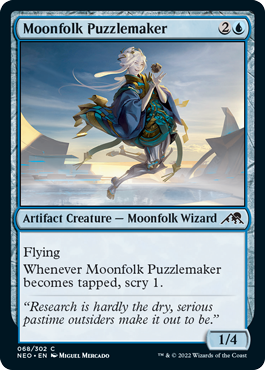 Moonfolk Puzzlemaker 2
Artifact Creature — Moonfolk Wizard
Flying
Whenever Moonfolk Puzzlemaker
becomes tapped, scry 1.
“Research is hardly the dry, serious
pastime outsiders make it out to be.”
1/4
068/302 C
NEO • EN MIGUEL MERCADO
™ & © 2022 Wizards of the Coast